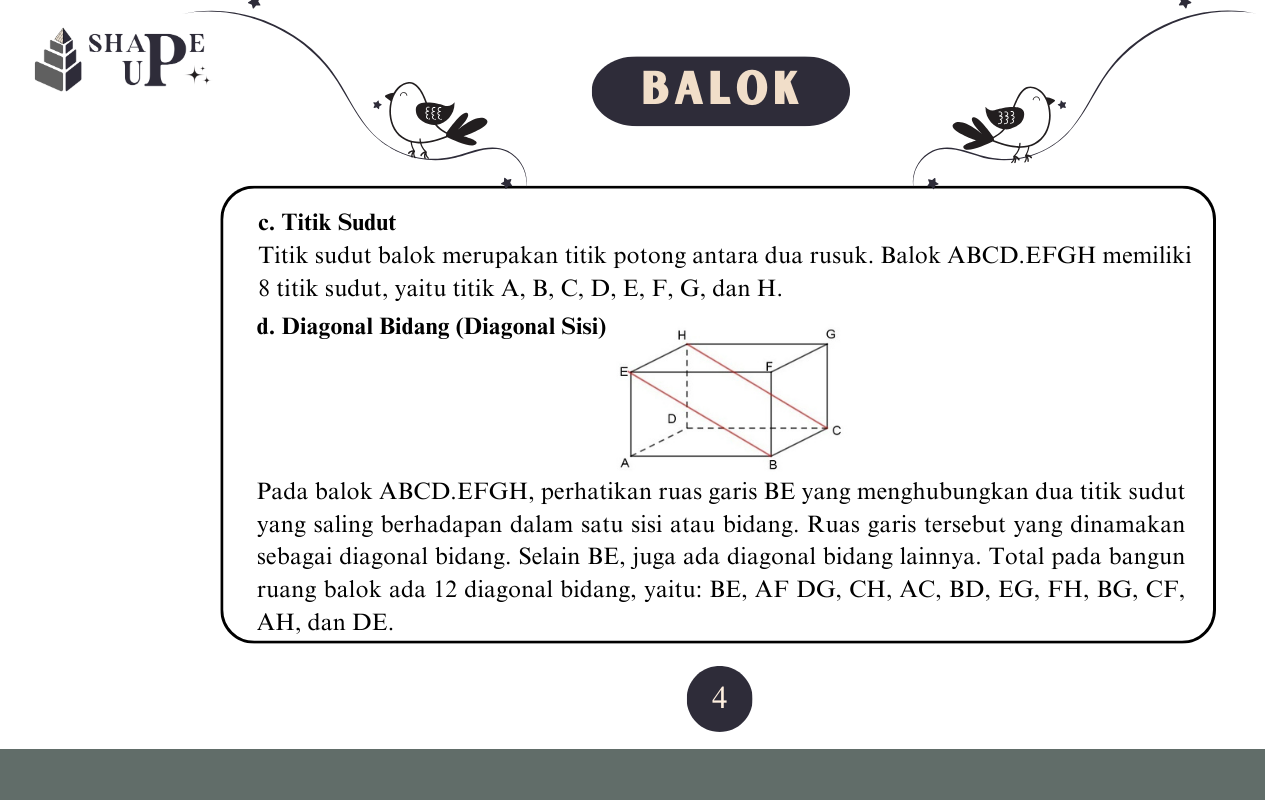 SHAPE
UP
BALOK
c. Titik Sudut
Titik sudut balok merupakan titik potong antara dua rusuk. Balok ABCD.EFGH memiliki
8 titik sudut, yaitu titik A, B, C, D, E, F, G, dan H.
d. Diagonal Bidang (Diagonal Sisi)
H
G
E
F
D
C
A
B
Pada balok ABCD.EFGH, perhatikan ruas garis BE yang menghubungkan dua titik sudut
yang saling berhadapan dalam satu sisi atau bidang. Ruas garis tersebut yang dinamakan
sebagai diagonal bidang. Selain BE, juga ada diagonal bidang lainnya. Total pada bangun
ruang balok ada 12 diagonal bidang, yaitu: BE, AF DG, CH, AC, BD, EG, FH, BG, CF,
AH, dan DE.
4